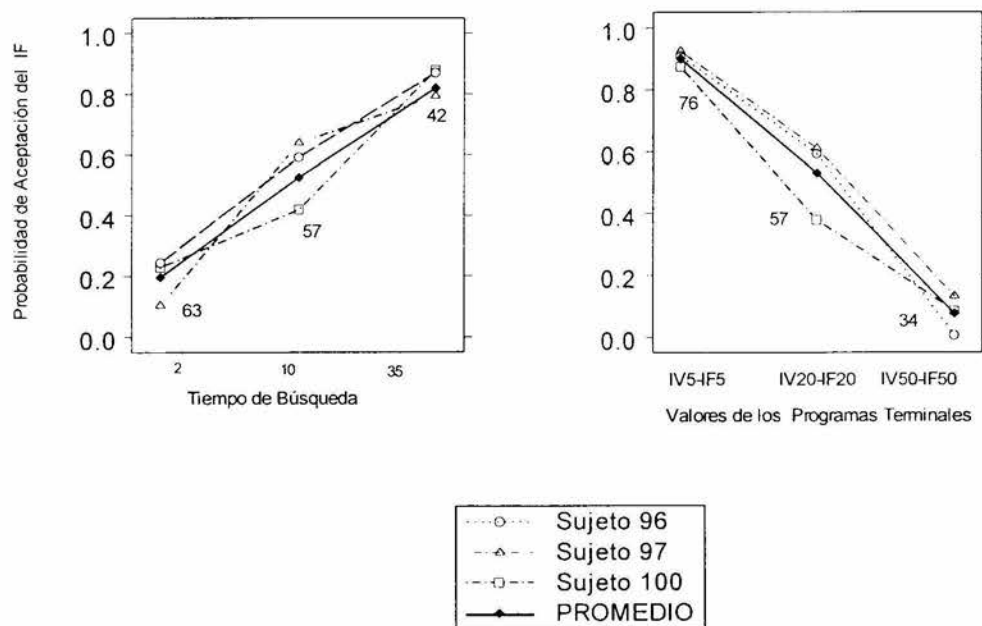 Probabilidad de Aceptación del IF
1.0
0.8
0.6
0.4
0.2
0.0
63
57
42
2
10
35
Tiempo de Búsqueda
1.0
0.8
0.6
0.4
0.2
0.0
76
57
34
IV5-IF5
IV20-IF20
IV50-IF50
Valores de los Programas Terminales
Sujeto 96
Sujeto 97
Sujeto 100
PROMEDIO